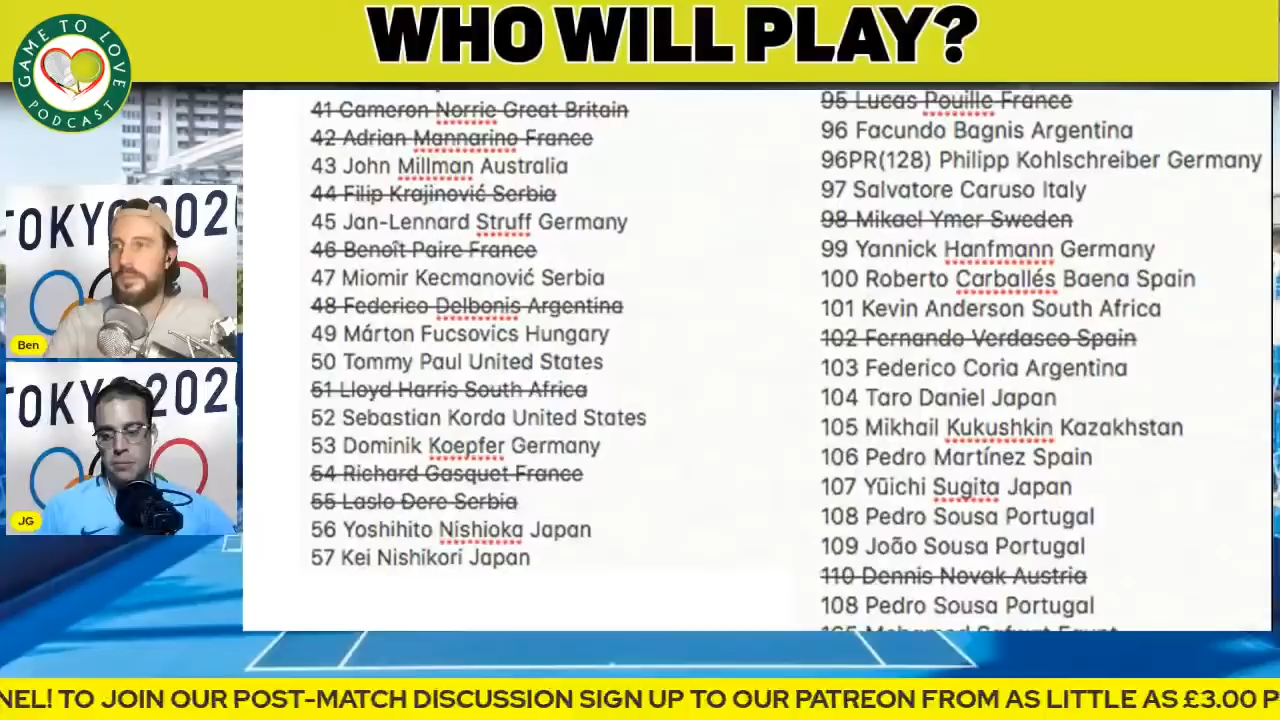 WHO WILL PLAY?
GAME TO LOVE
PODCAST
TOKYO 202
Ben
TOKYO 202
JG
41 Cameron Norrie Great Britain
42 Adrian Mannarino France
43 John Millman Australia
44 Filip Krajinović Serbia
45 Jan-Lennard Struff Germany
46 Benoît Paire France
47 Miomir Kecmanović Serbia
48 Federico Delbonis Argentina
49 Márton Fucsovics Hungary
50 Tommy Paul United States
51 Lloyd Harris South Africa
52 Sebastian Korda United States
53 Dominik Koepfer Germany
54 Richard Gasquet France
55 Laslo Đere Serbia
56 Yoshihito Nishioka Japan
57 Kei Nishikori Japan
95 Lucas Pouille France
96 Facundo Bagnis Argentina
96PR(128) Philipp Kohlschreiber Germany
97 Salvatore Caruso Italy
98 Mikael Ymer Sweden
99 Yannick Hanfmann Germany
100 Roberto Carballés Baena Spain
101 Kevin Anderson South Africa
102 Fernando Verdasco Spain
103 Federico Coria Argentina
104 Taro Daniel Japan
105 Mikhail Kukushkin Kazakhstan
106 Pedro Martínez Spain
107 Yūichi Sugita Japan
108 Pedro Sousa Portugal
109 João Sousa Portugal
110 Dennis Novak Austria
108 Pedro Sousa Portugal
NEL! TO JOIN OUR POST-MATCH DISCUSSION SIGN UP TO OUR PATREON FROM AS LITTLE AS £3.00 P